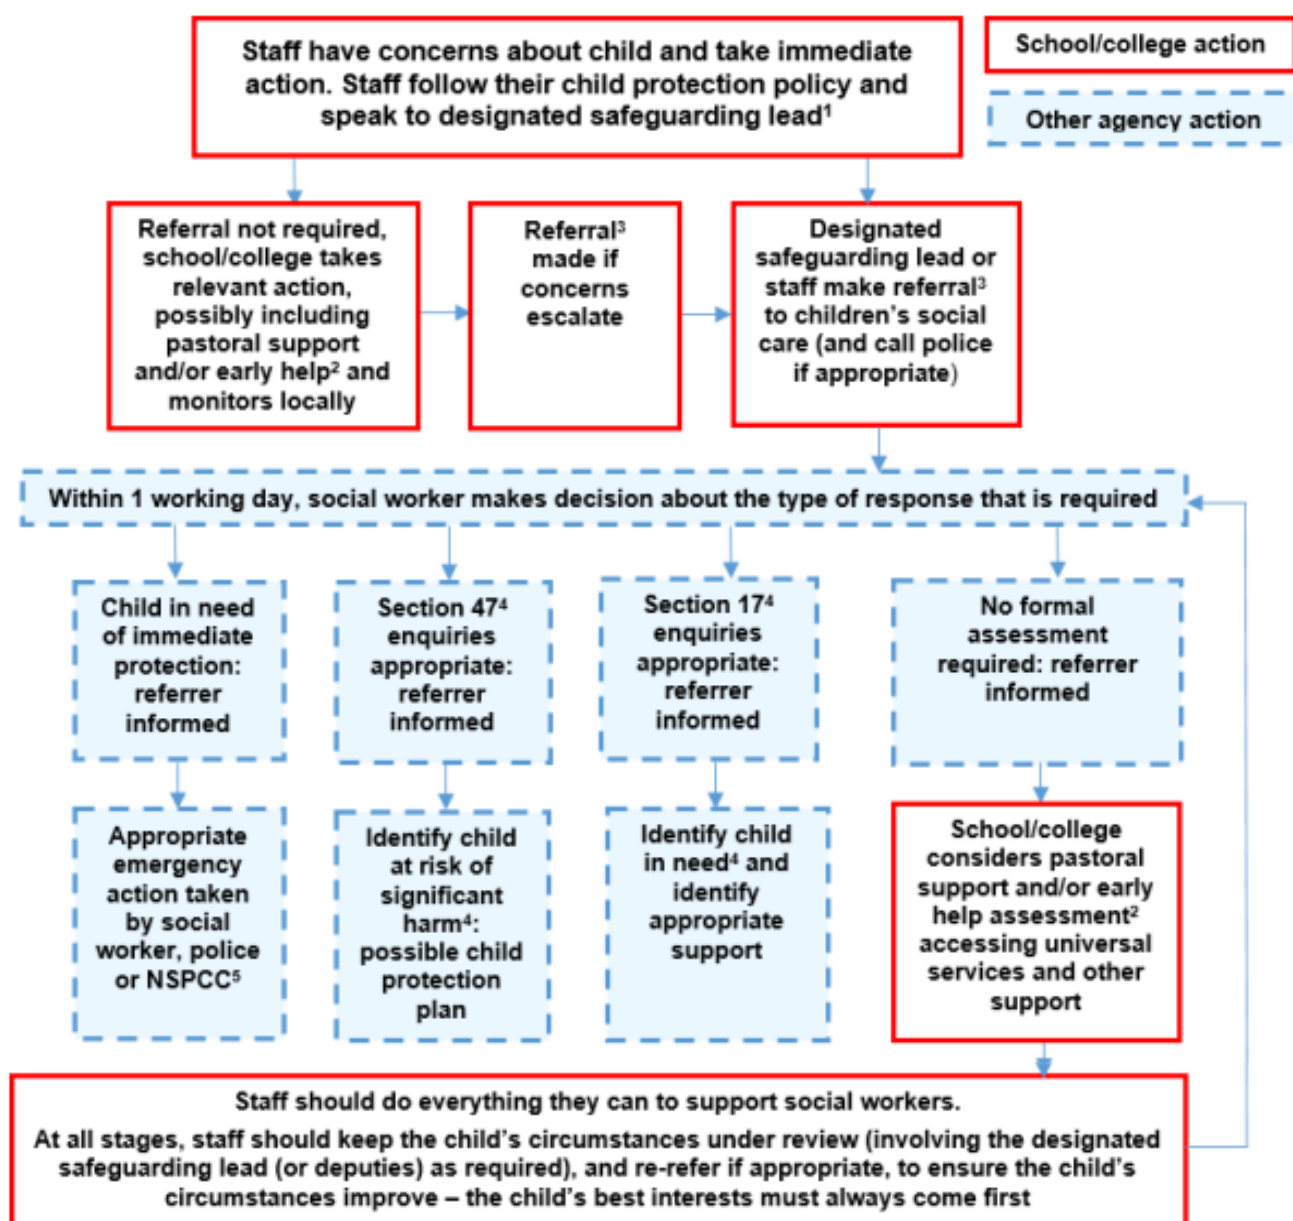 Staff have concerns about child and take immediate
action. Staff follow their child protection policy and
speak to designated safeguarding lead¹
School/college action
Other agency action
Referral not required,
school/college takes
relevant action,
possibly including
pastoral support
and/or early help² and
monitors locally
Referral³
made if
concerns
escalate
Designated
safeguarding lead or
staff make referral³
to children's social
care (and call police
if appropriate)
Within 1 working day, social worker makes decision about the type of response that is required
Child in need
of immediate
protection:
referrer
informed
Section 47⁴
enquiries
appropriate:
referrer
informed
Section 17⁴
enquiries
appropriate:
referrer
informed
No formal
assessment
required: referrer
informed
Appropriate
emergency
action taken
by social
worker, police
or NSPCC⁵
Identify child
at risk of
significant
harm⁴:
possible child
protection
plan
Identify child
in need⁴ and
identify
appropriate
support
School/college
considers pastoral
support and/or early
help assessment²
accessing universal
services and other
support
Staff should do everything they can to support social workers.
At all stages, staff should keep the child's circumstances under review (involving the designated
safeguarding lead (or deputies) as required), and re-refer if appropriate, to ensure the child's
circumstances improve – the child's best interests must always come first